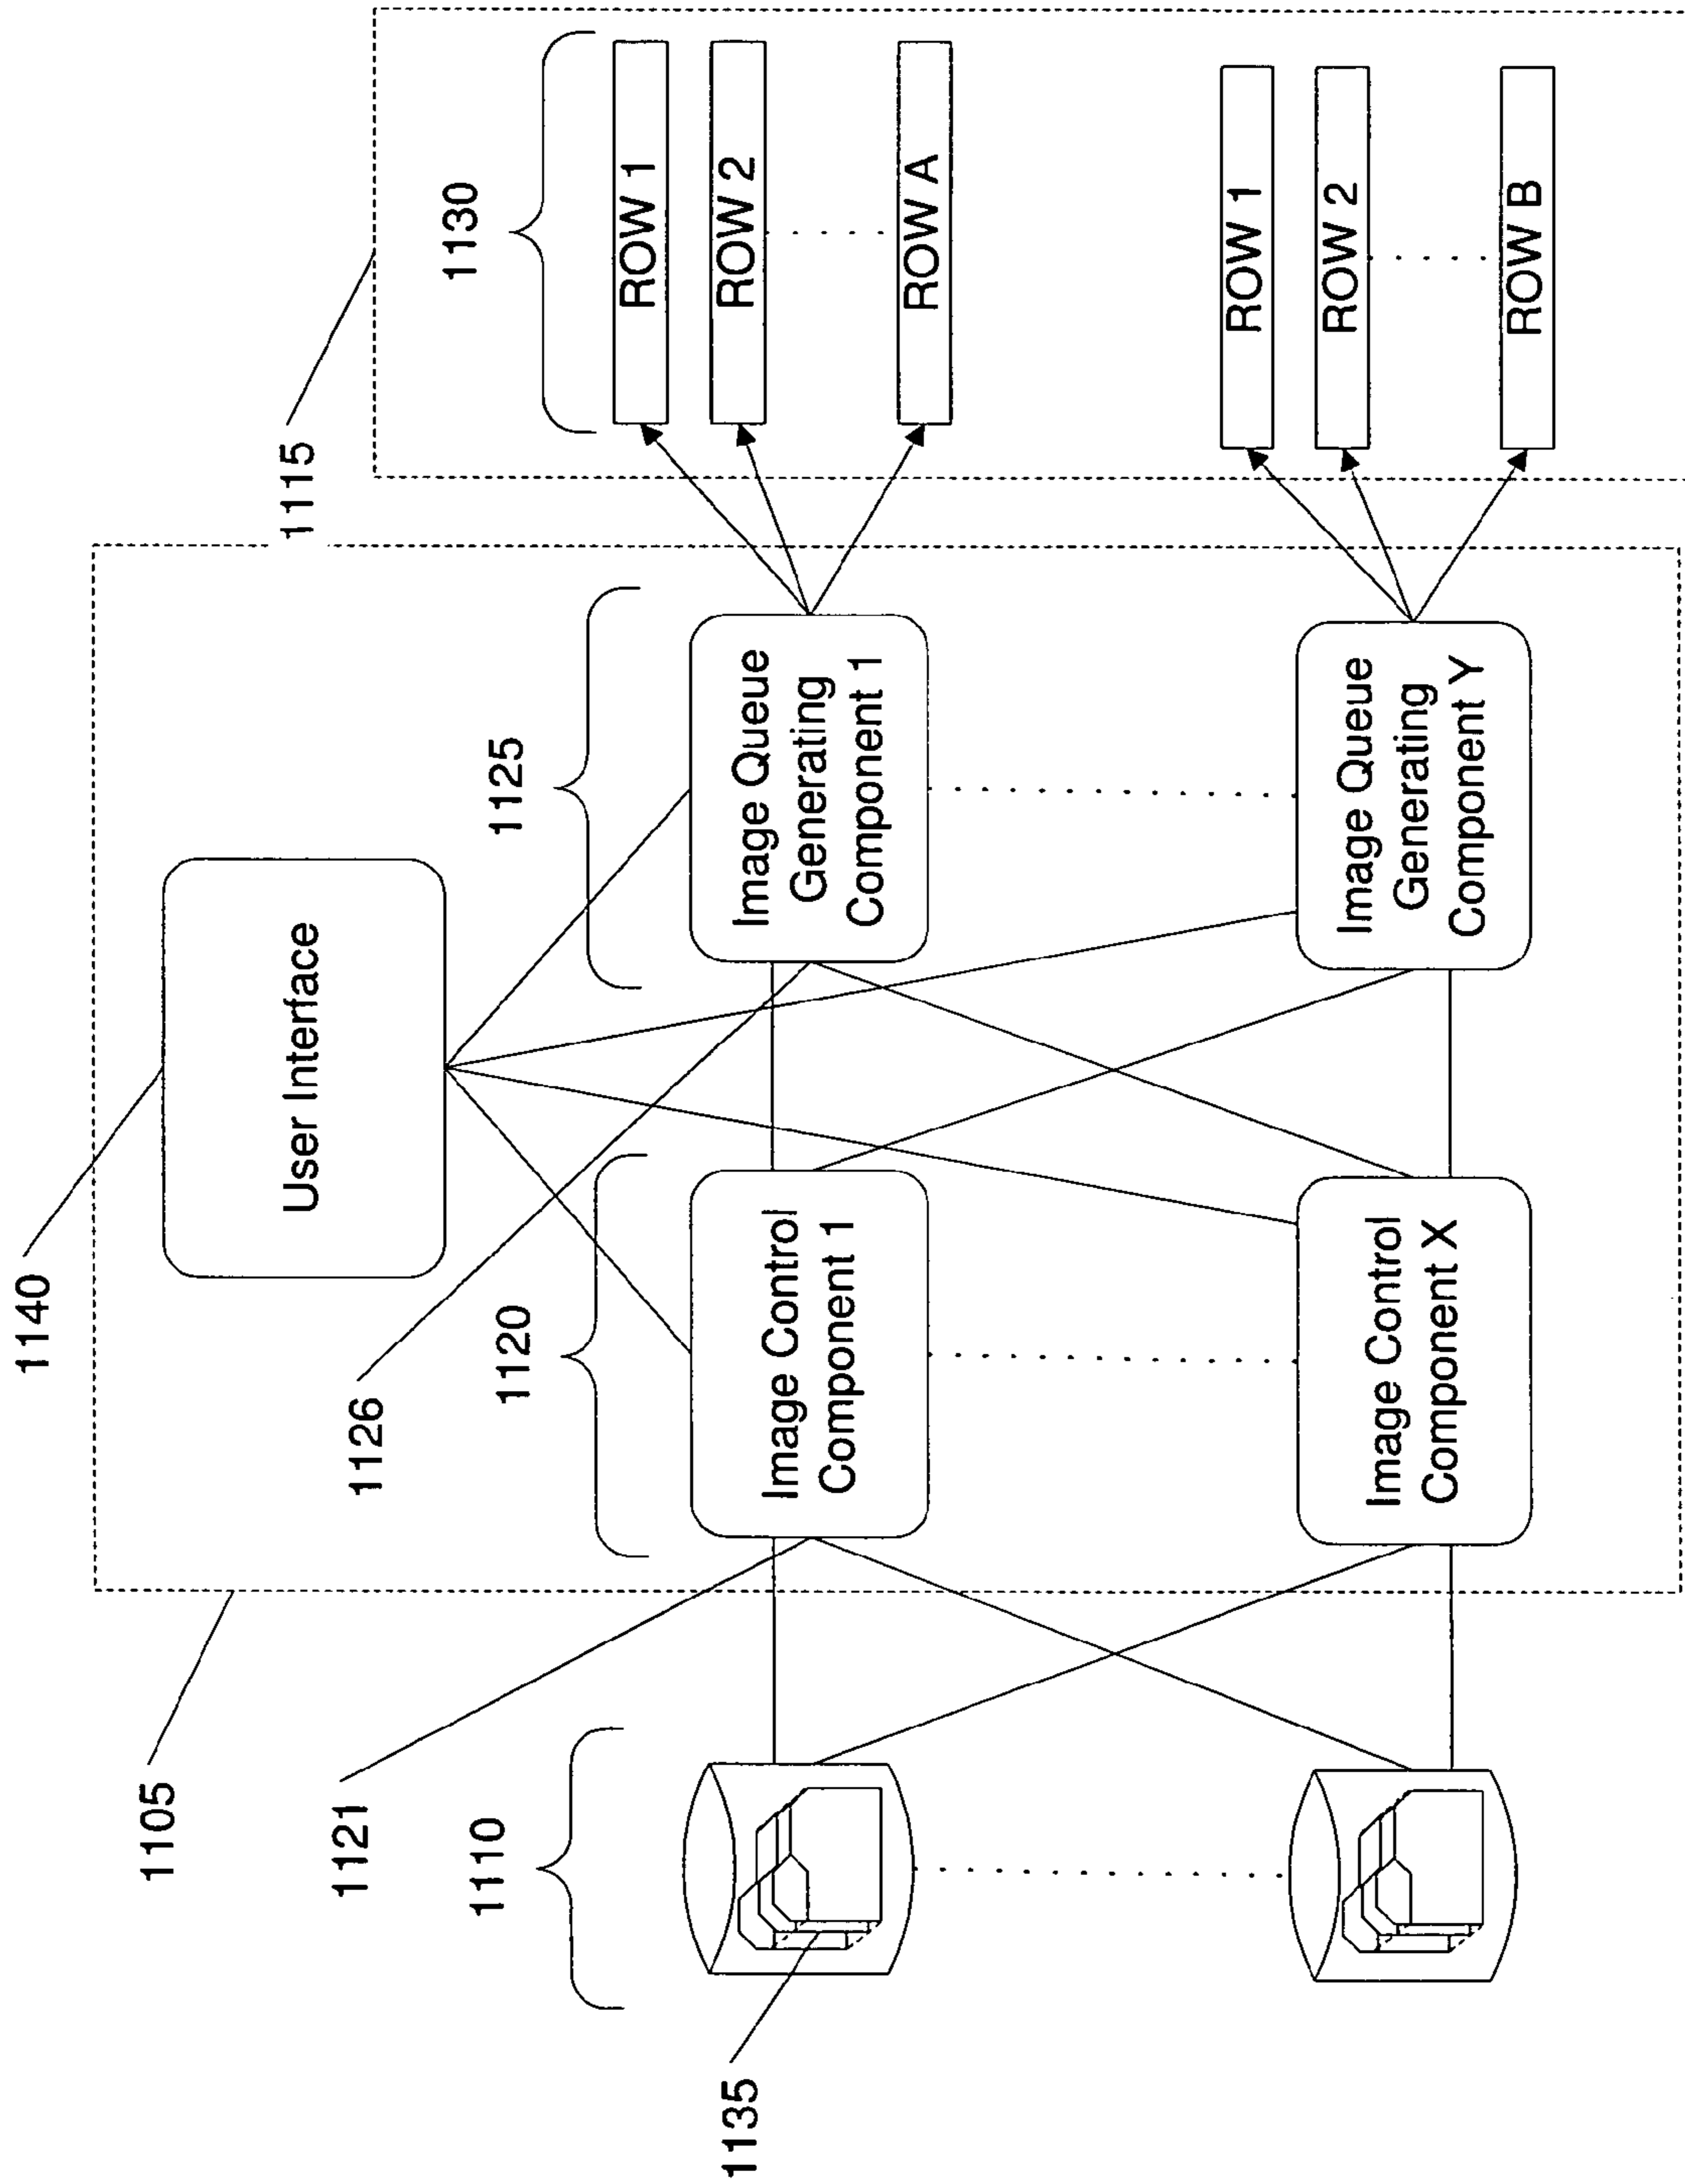 1140
User Interface
1105
1121
1126
1115
1110
1120
1125
1130
1135
Image Control
Component 1
Image Queue
Generating
Component 1
ROW 1
ROW 2
ROW A
Image Control
Component X
Image Queue
Generating
Component Y
ROW 1
ROW 2
ROW B